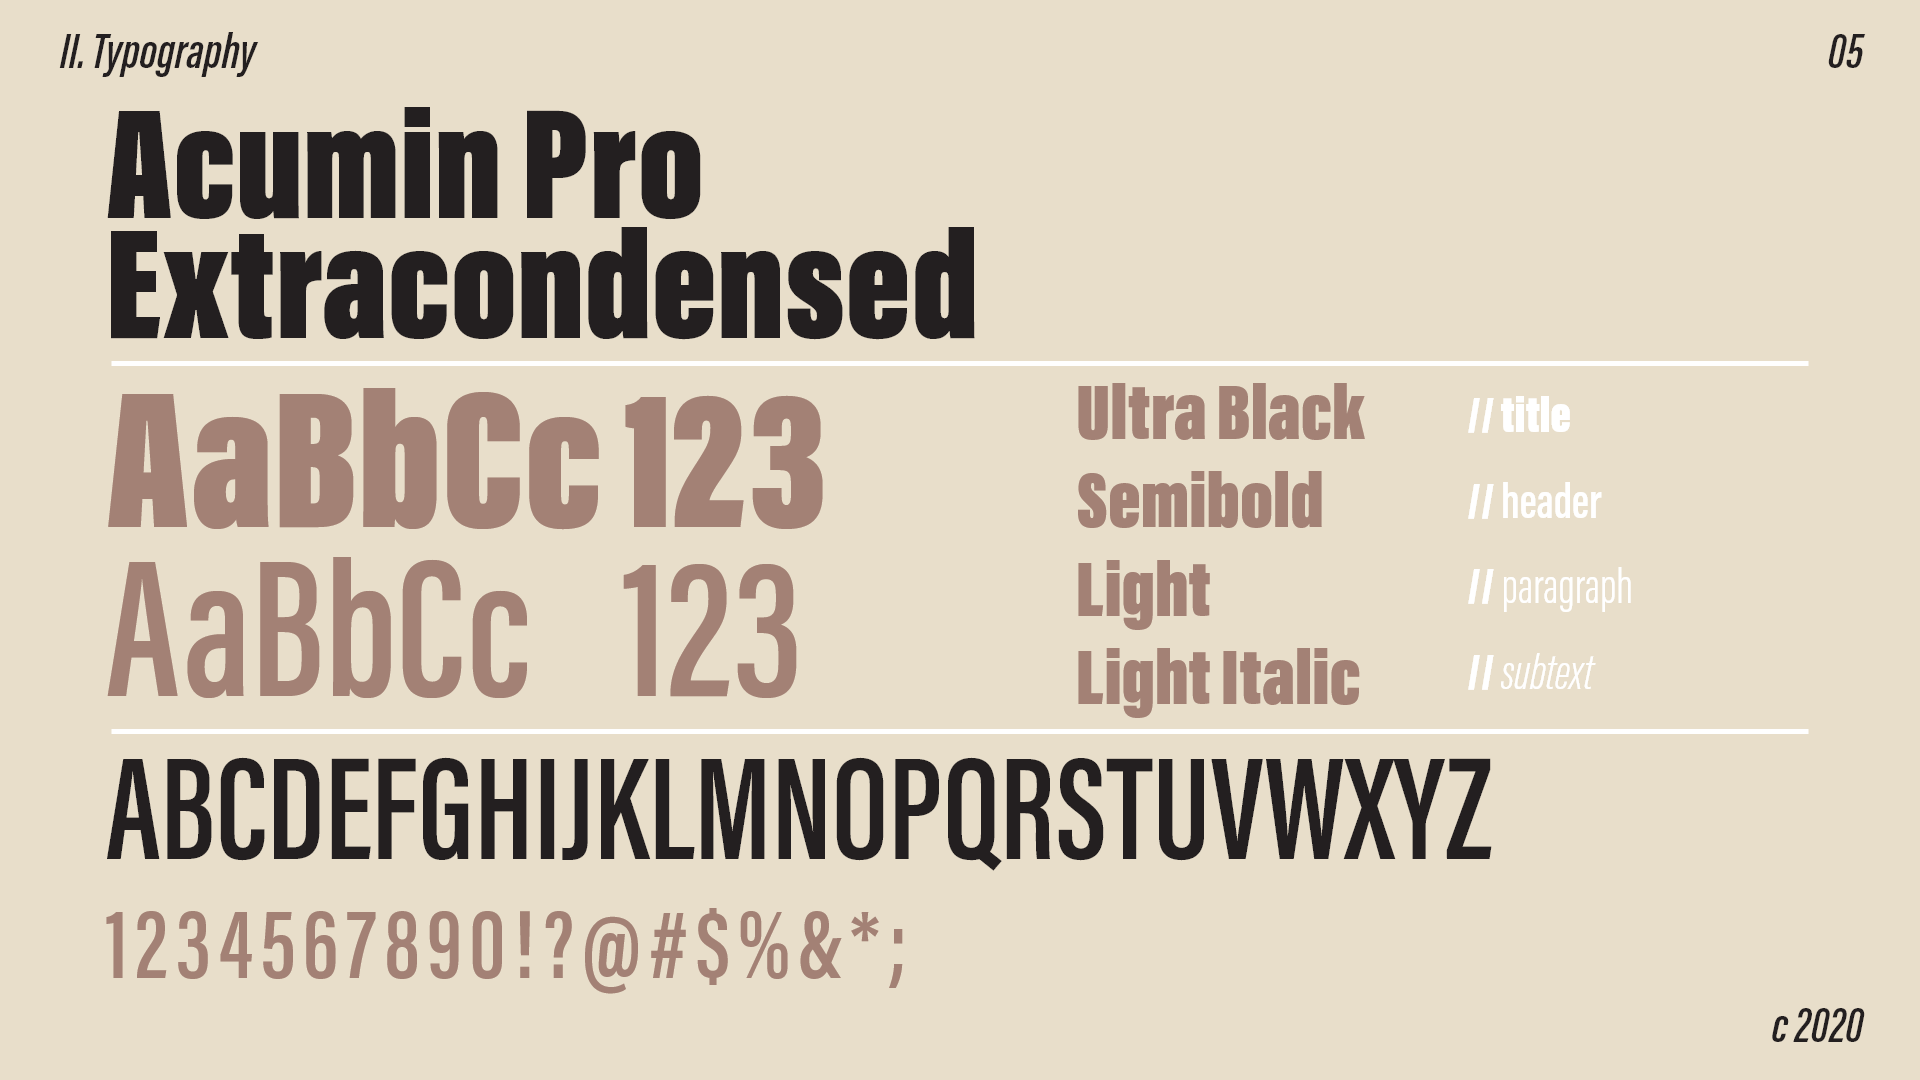 II. Typography
05
Acumin Pro
Extracondensed
AaBbCc 123
AaBbCc 123
Ultra Black // title
Semibold // header
Light // paragraph
Light Italic // subtext
ABCDEFGHIJKLMNOPQRSTUVWXYZ
1234567890!?@#$%&*;
c 2020